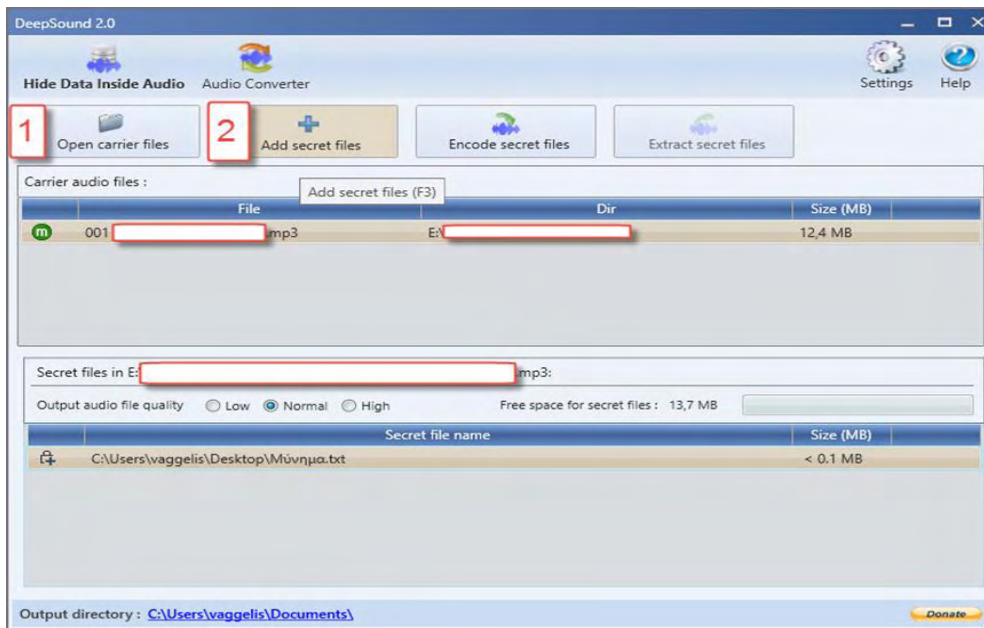 DeepSound 2.0
Hide Data Inside Audio Audio Converter Settings Help
1 Open carrier files 2 Add secret files Encode secret files Extract secret files
Carrier audio files :
Add secret files (F3)
File Dir Size (MB)
m 001 .mp3 E:\ 12,4 MB
Secret files in E:\ .mp3:
Output audio file quality Low Normal High Free space for secret files : 13,7 MB
Secret file name Size (MB)
C:\Users\vaggelis\Desktop\Μύνημα.txt < 0.1 MB
Output directory : C:\Users\vaggelis\Documents\ Donate